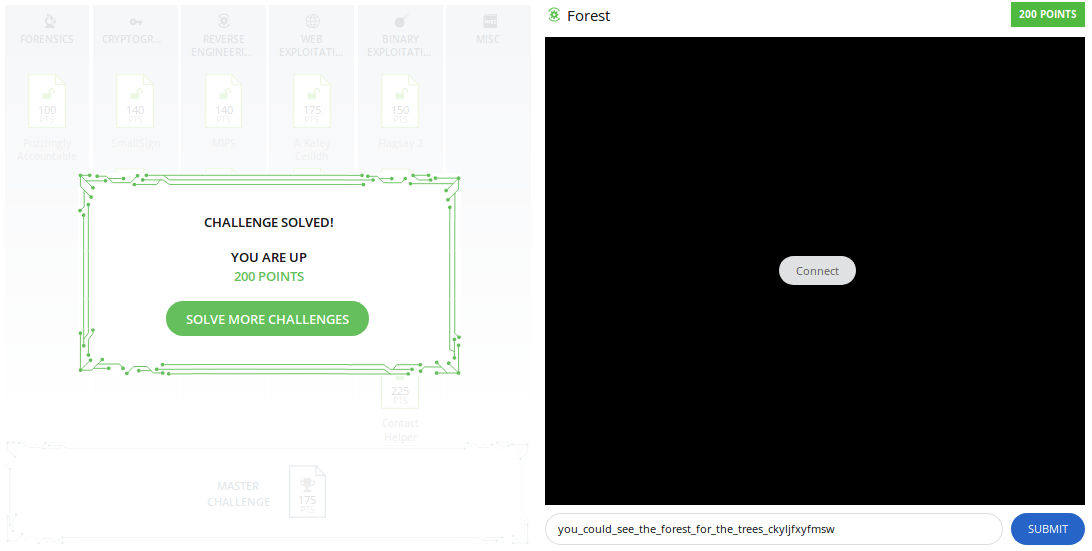 FORENSICS
CRYPTOGR...
REVERSE
ENGINEERI...
WEB
EXPLOITATI...
BINARY
EXPLOITATI...
MISC
100
PTS
140
PTS
140
PTS
175
PTS
150
PTS
Puzzlingly
Accountable
SmallSign
MIPS
A Kaley
Ceilidh
Flapjure 2
CHALLENGE SOLVED!
YOU ARE UP
200 POINTS
SOLVE MORE CHALLENGES
225
PTS
Contact
Helper
MASTER
CHALLENGE
175
PTS
Forest
200 POINTS
Connect
you_could_see_the_forest_for_the_trees_ckyljfxyfmsw
SUBMIT